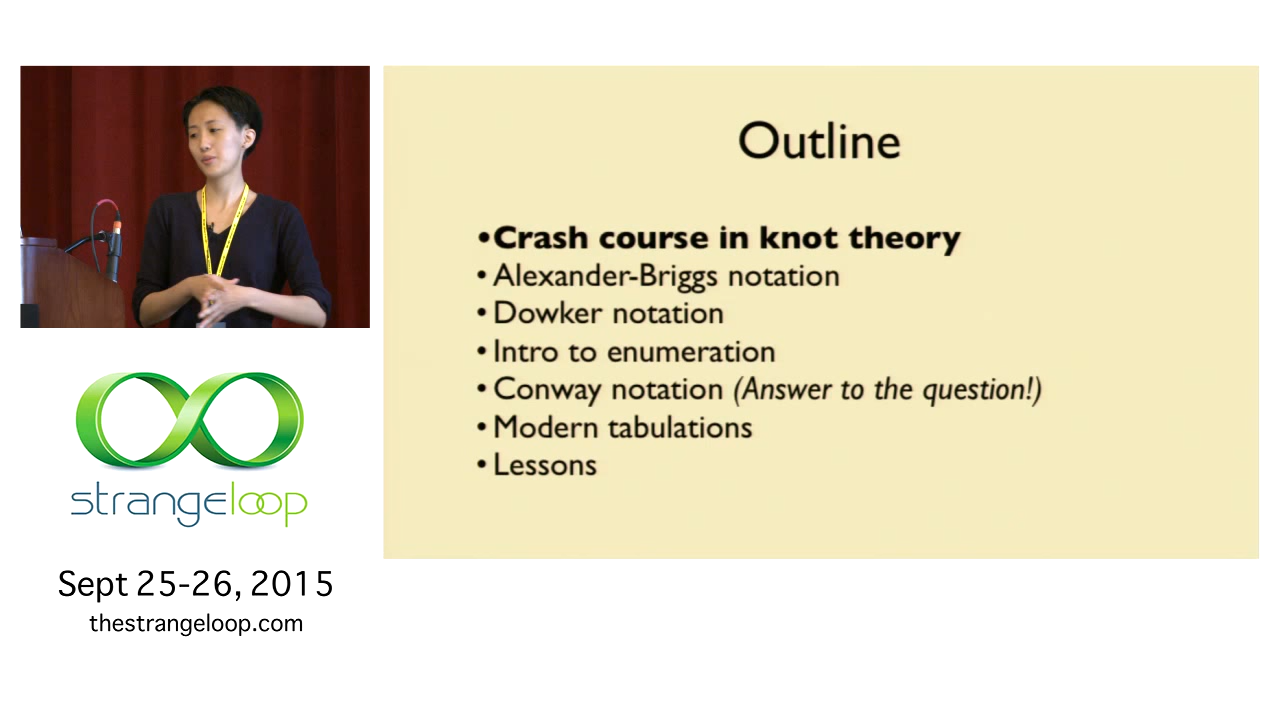 Outline
•Crash course in knot theory
• Alexander-Briggs notation
• Dowker notation
• Intro to enumeration
• Conway notation (Answer to the question!)
• Modern tabulations
• Lessons
strangeloop
Sept 25-26, 2015
thestrangeloop.com